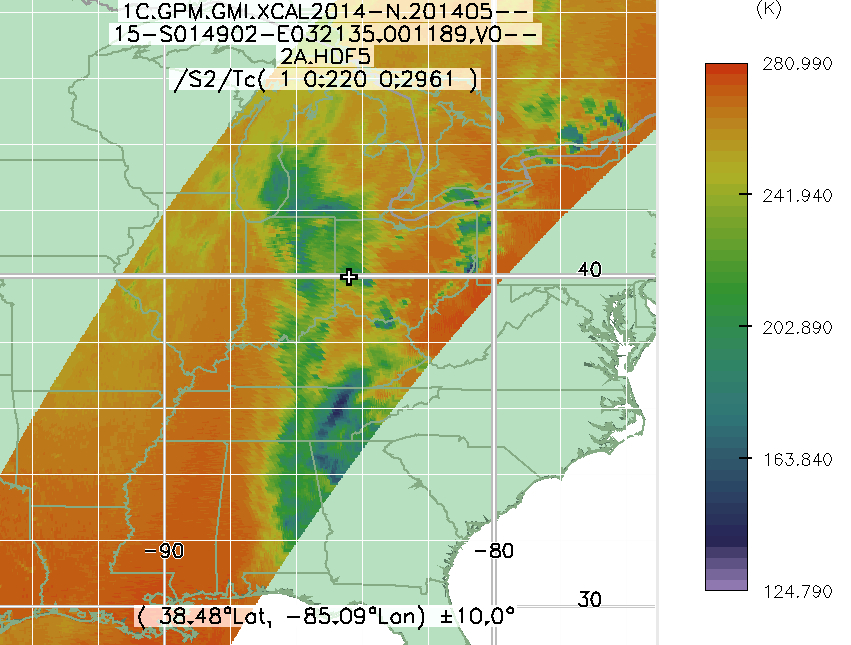 (K)
1C.GPM.GMI.XCAL2014-N.201405--
15-S014902-E032135.001189.V0--
2A.HDF5
/S2/Tc( 1 0:220 0:2961 )
280.990
241.940
40
202.890
163.840
-90
-80
124.790
30
( 38.48°Lat, -85.09°Lon) ±10.0°